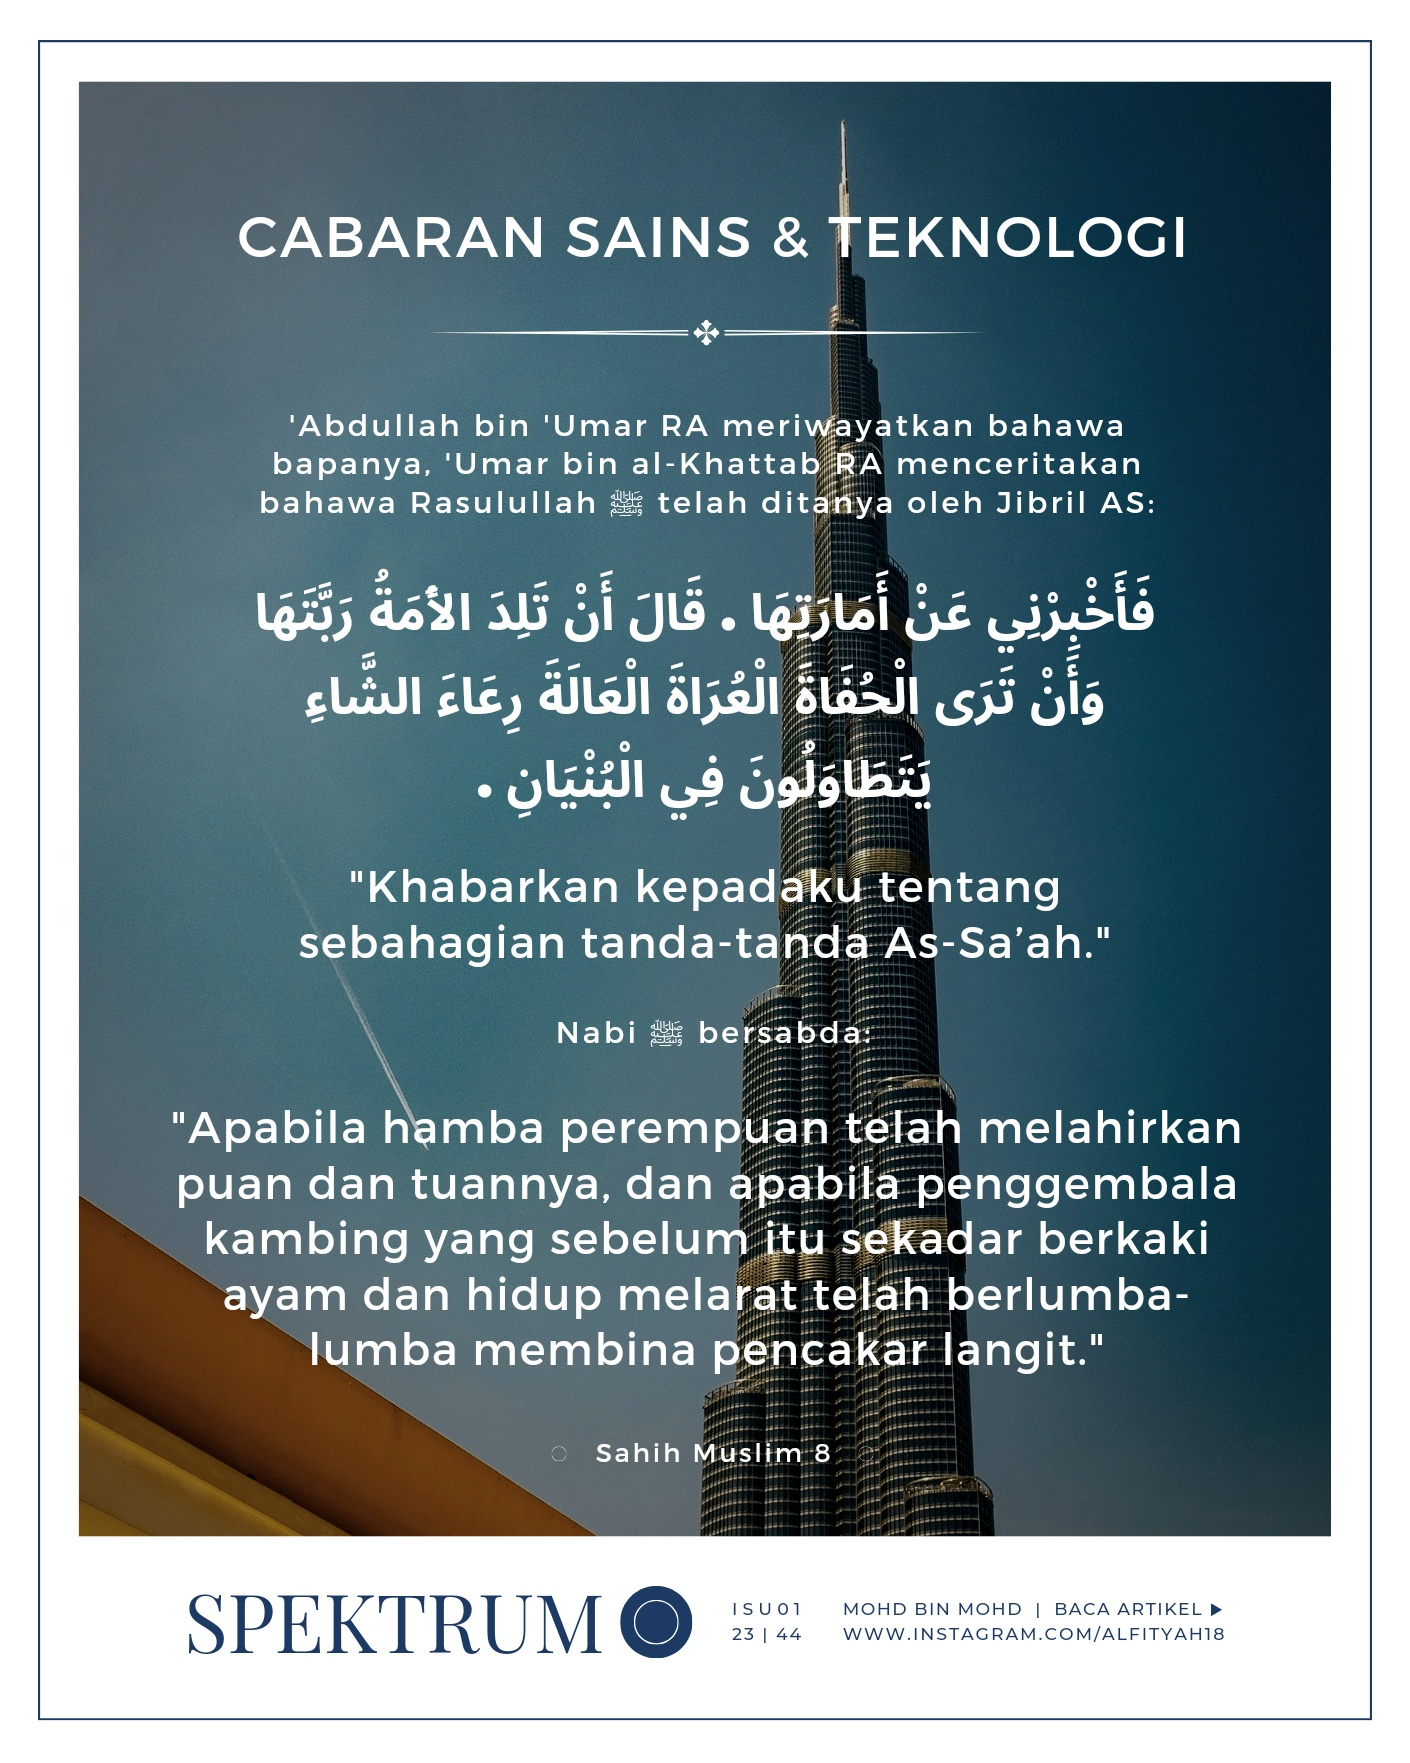 CABARAN SAINS & TEKNOLOGI
'Abdullah bin 'Umar RA meriwayatkan bahawa
bapanya, 'Umar bin al-Khattab RA menceritakan
bahawa Rasulullah ﷺ telah ditanya oleh Jibril AS:
فَأَخْبِرْنِي عَنْ أَمَارَتِهَا . قَالَ أَنْ تَلِدَ الأَمَةُ رَبَّتَهَا
وَأَنْ تَرَى الْحُفَاةَ الْعُرَاةَ الْعَالَةَ رِعَاءَ الشَّاءِ
يَتَطَاوَلُونَ فِي الْبُنْيَانِ .
"Khabarkan kepadaku tentang
sebahagian tanda-tanda As-Sa’ah."
Nabi ﷺ bersabda:
"Apabila hamba perempuan telah melahirkan
puan dan tuannya, dan apabila penggembala
kambing yang sebelum itu sekadar berkaki
ayam dan hidup melarat telah berlumba-
lumba membina pencakar langit."
Sahih Muslim 8
SPEKTRUM
ISU01
23 | 44
MOHD BIN MOHD | BACA ARTIKEL ▶
WWW.INSTAGRAM.COM/ALFITYAH18